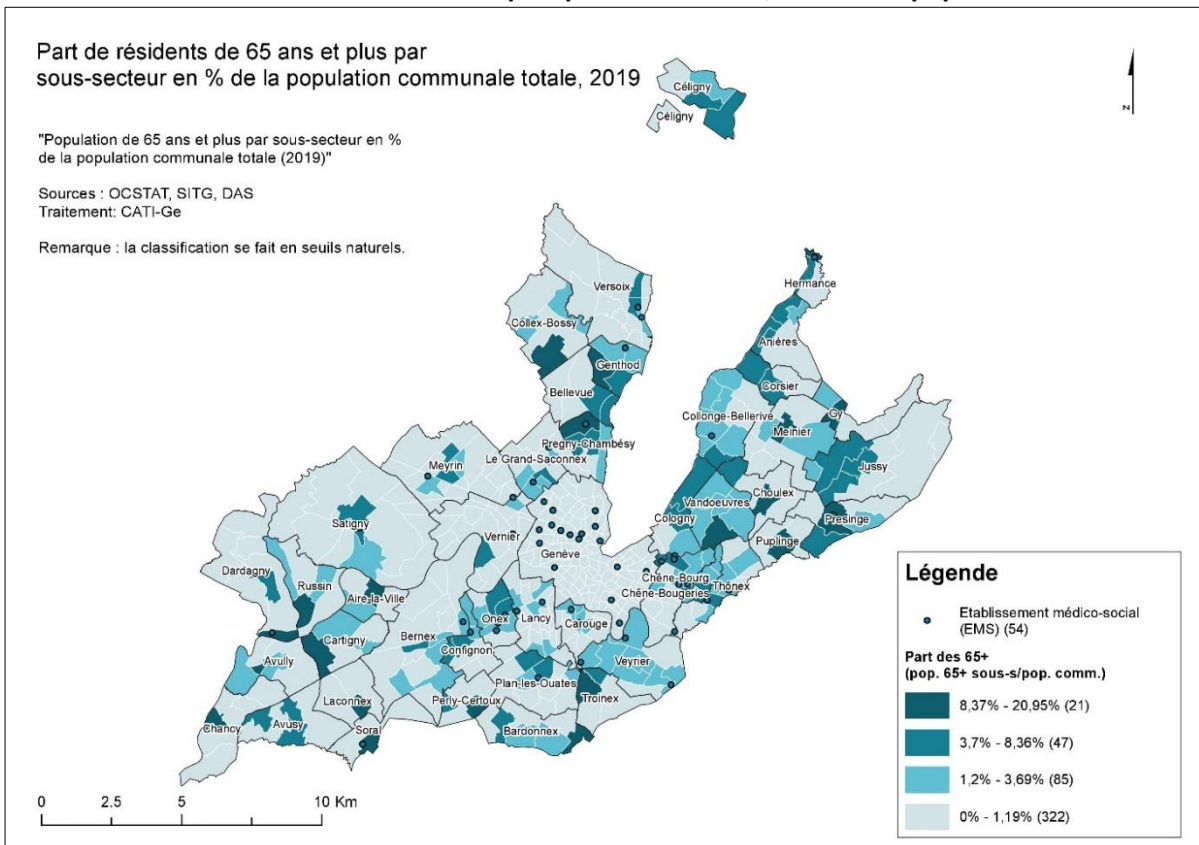 Part de résidents de 65 ans et plus par
sous-secteur en % de la population communale totale, 2019
"Population de 65 ans et plus par sous-secteur en %
de la population communale totale (2019)"
Sources : OCSTAT, SITG, DAS
Traitement: CATI-Ge
Remarque : la classification se fait en seuils naturels.
N
Céligny
Céligny
Hermance
Versoix
Collex-Bossy
Anières
Genthod
Corsier
Bellevue
Collonge-Bellerive
Gy
Meinier
Pregny-Chambésy
Le Grand-Saconnex
Meyrin
Jussy
Choulex
Vandoeuvres
Satigny
Cologny
Presinge
Vernier
Puplinge
Genève
Dardagny
Russin
Chêne-Bourg
Thônex
Aire-la-Ville
Chêne-Bougeries
Onex
Lancy
Carouge
Cartigny
Bernex
Confignon
Avully
Veyrier
Plan-les-Ouates
Laconnex
Perly-Certoux
Troinex
Chancy
Avusy
Soral
Bardonnex
0 2.5 5 10 Km
Légende
Etablissement médico-social
(EMS) (54)
Part des 65+
(pop. 65+ sous-s/pop. comm.)
8,37% - 20,95% (21)
3,7% - 8,36% (47)
1,2% - 3,69% (85)
0% - 1,19% (322)